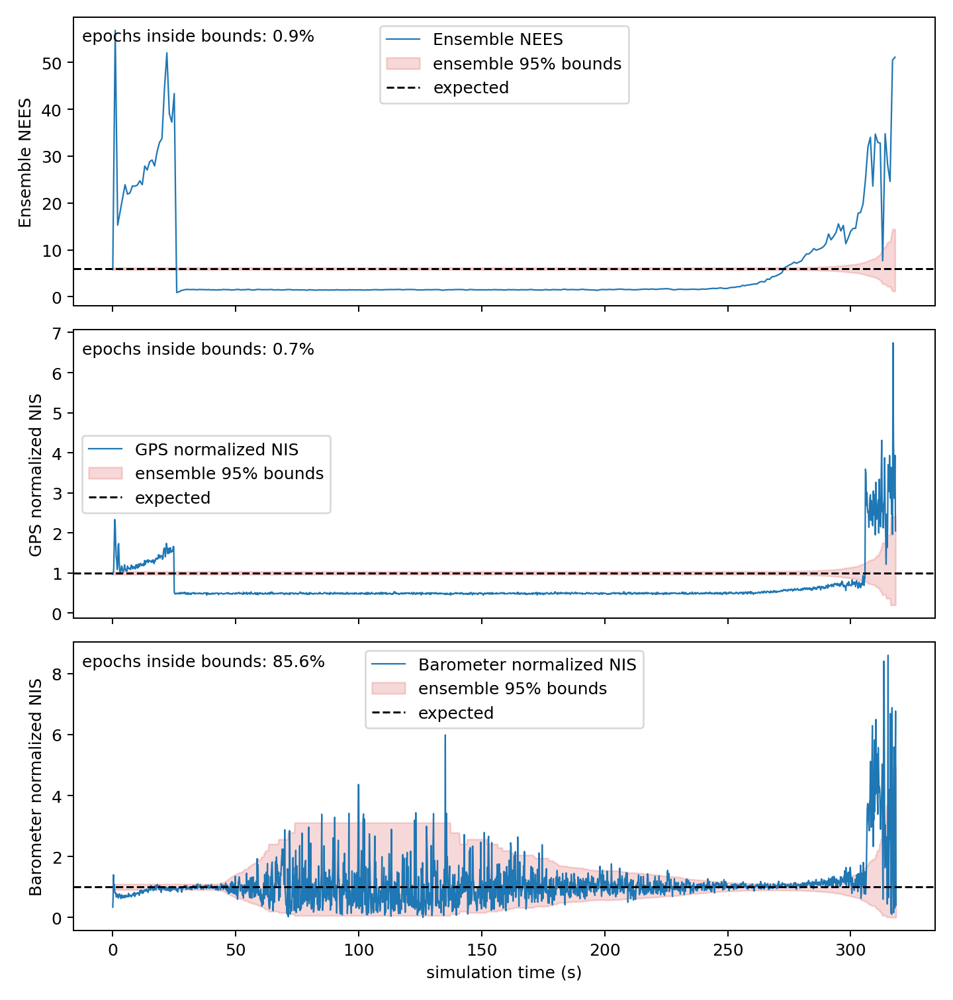 epochs inside bounds: 0.9%
Ensemble NEES
ensemble 95% bounds
expected
50
40
30
20
10
0
Ensemble NEES
epochs inside bounds: 0.7%
GPS normalized NIS
ensemble 95% bounds
expected
7
6
5
4
3
2
1
0
GPS normalized NIS
epochs inside bounds: 85.6%
Barometer normalized NIS
ensemble 95% bounds
expected
8
6
4
2
0
Barometer normalized NIS
0 50 100 150 200 250 300
simulation time (s)